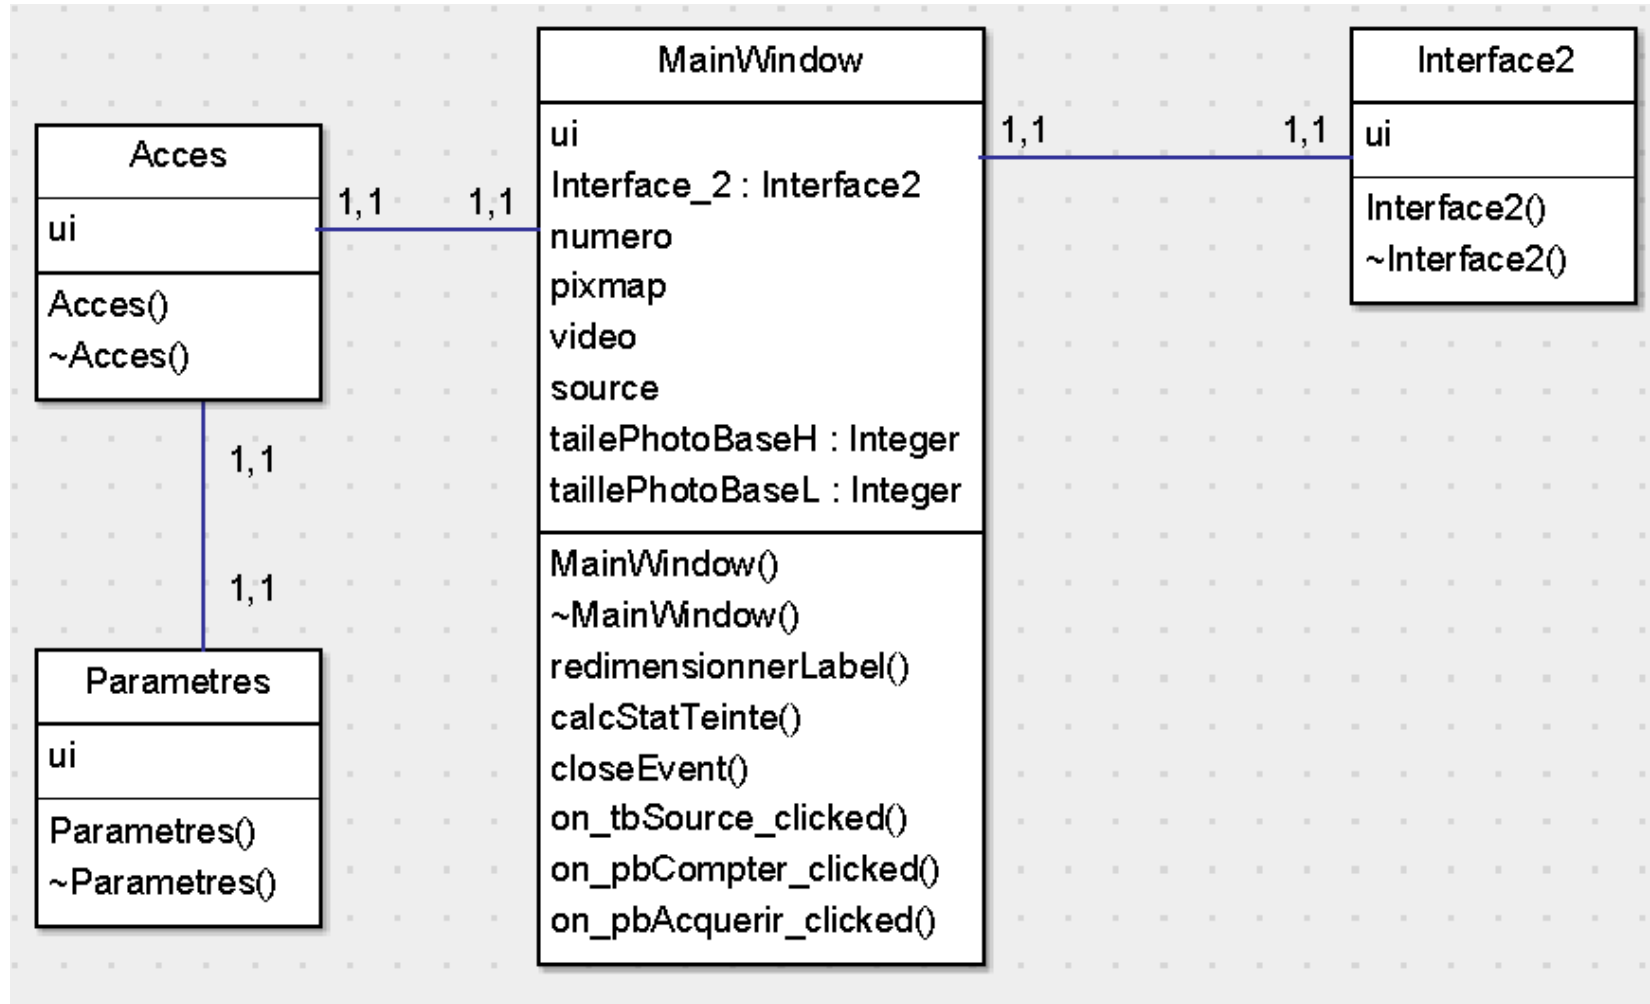 Acces
ui
Acces()
~Acces()
1,1
1,1
1,1
1,1
Parametres
ui
Parametres()
~Parametres()
MainWindow
ui
Interface_2 : Interface2
numero
pixmap
video
source
tailePhotoBaseH : Integer
taillePhotoBaseL : Integer
MainWindow()
~MainWindow()
redimensionnerLabel()
calcStatTeinte()
closeEvent()
on_tbSource_clicked()
on_pbCompter_clicked()
on_pbAcquerir_clicked()
1,1
1,1
Interface2
ui
Interface2()
~Interface2()